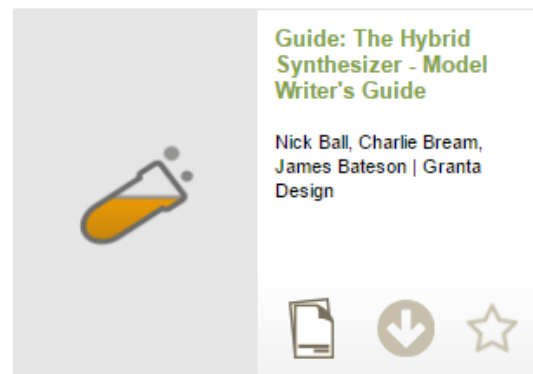 Guide: The Hybrid
Synthesizer - Model
Writer's Guide
Nick Ball, Charlie Bream,
James Bateson | Granta
Design